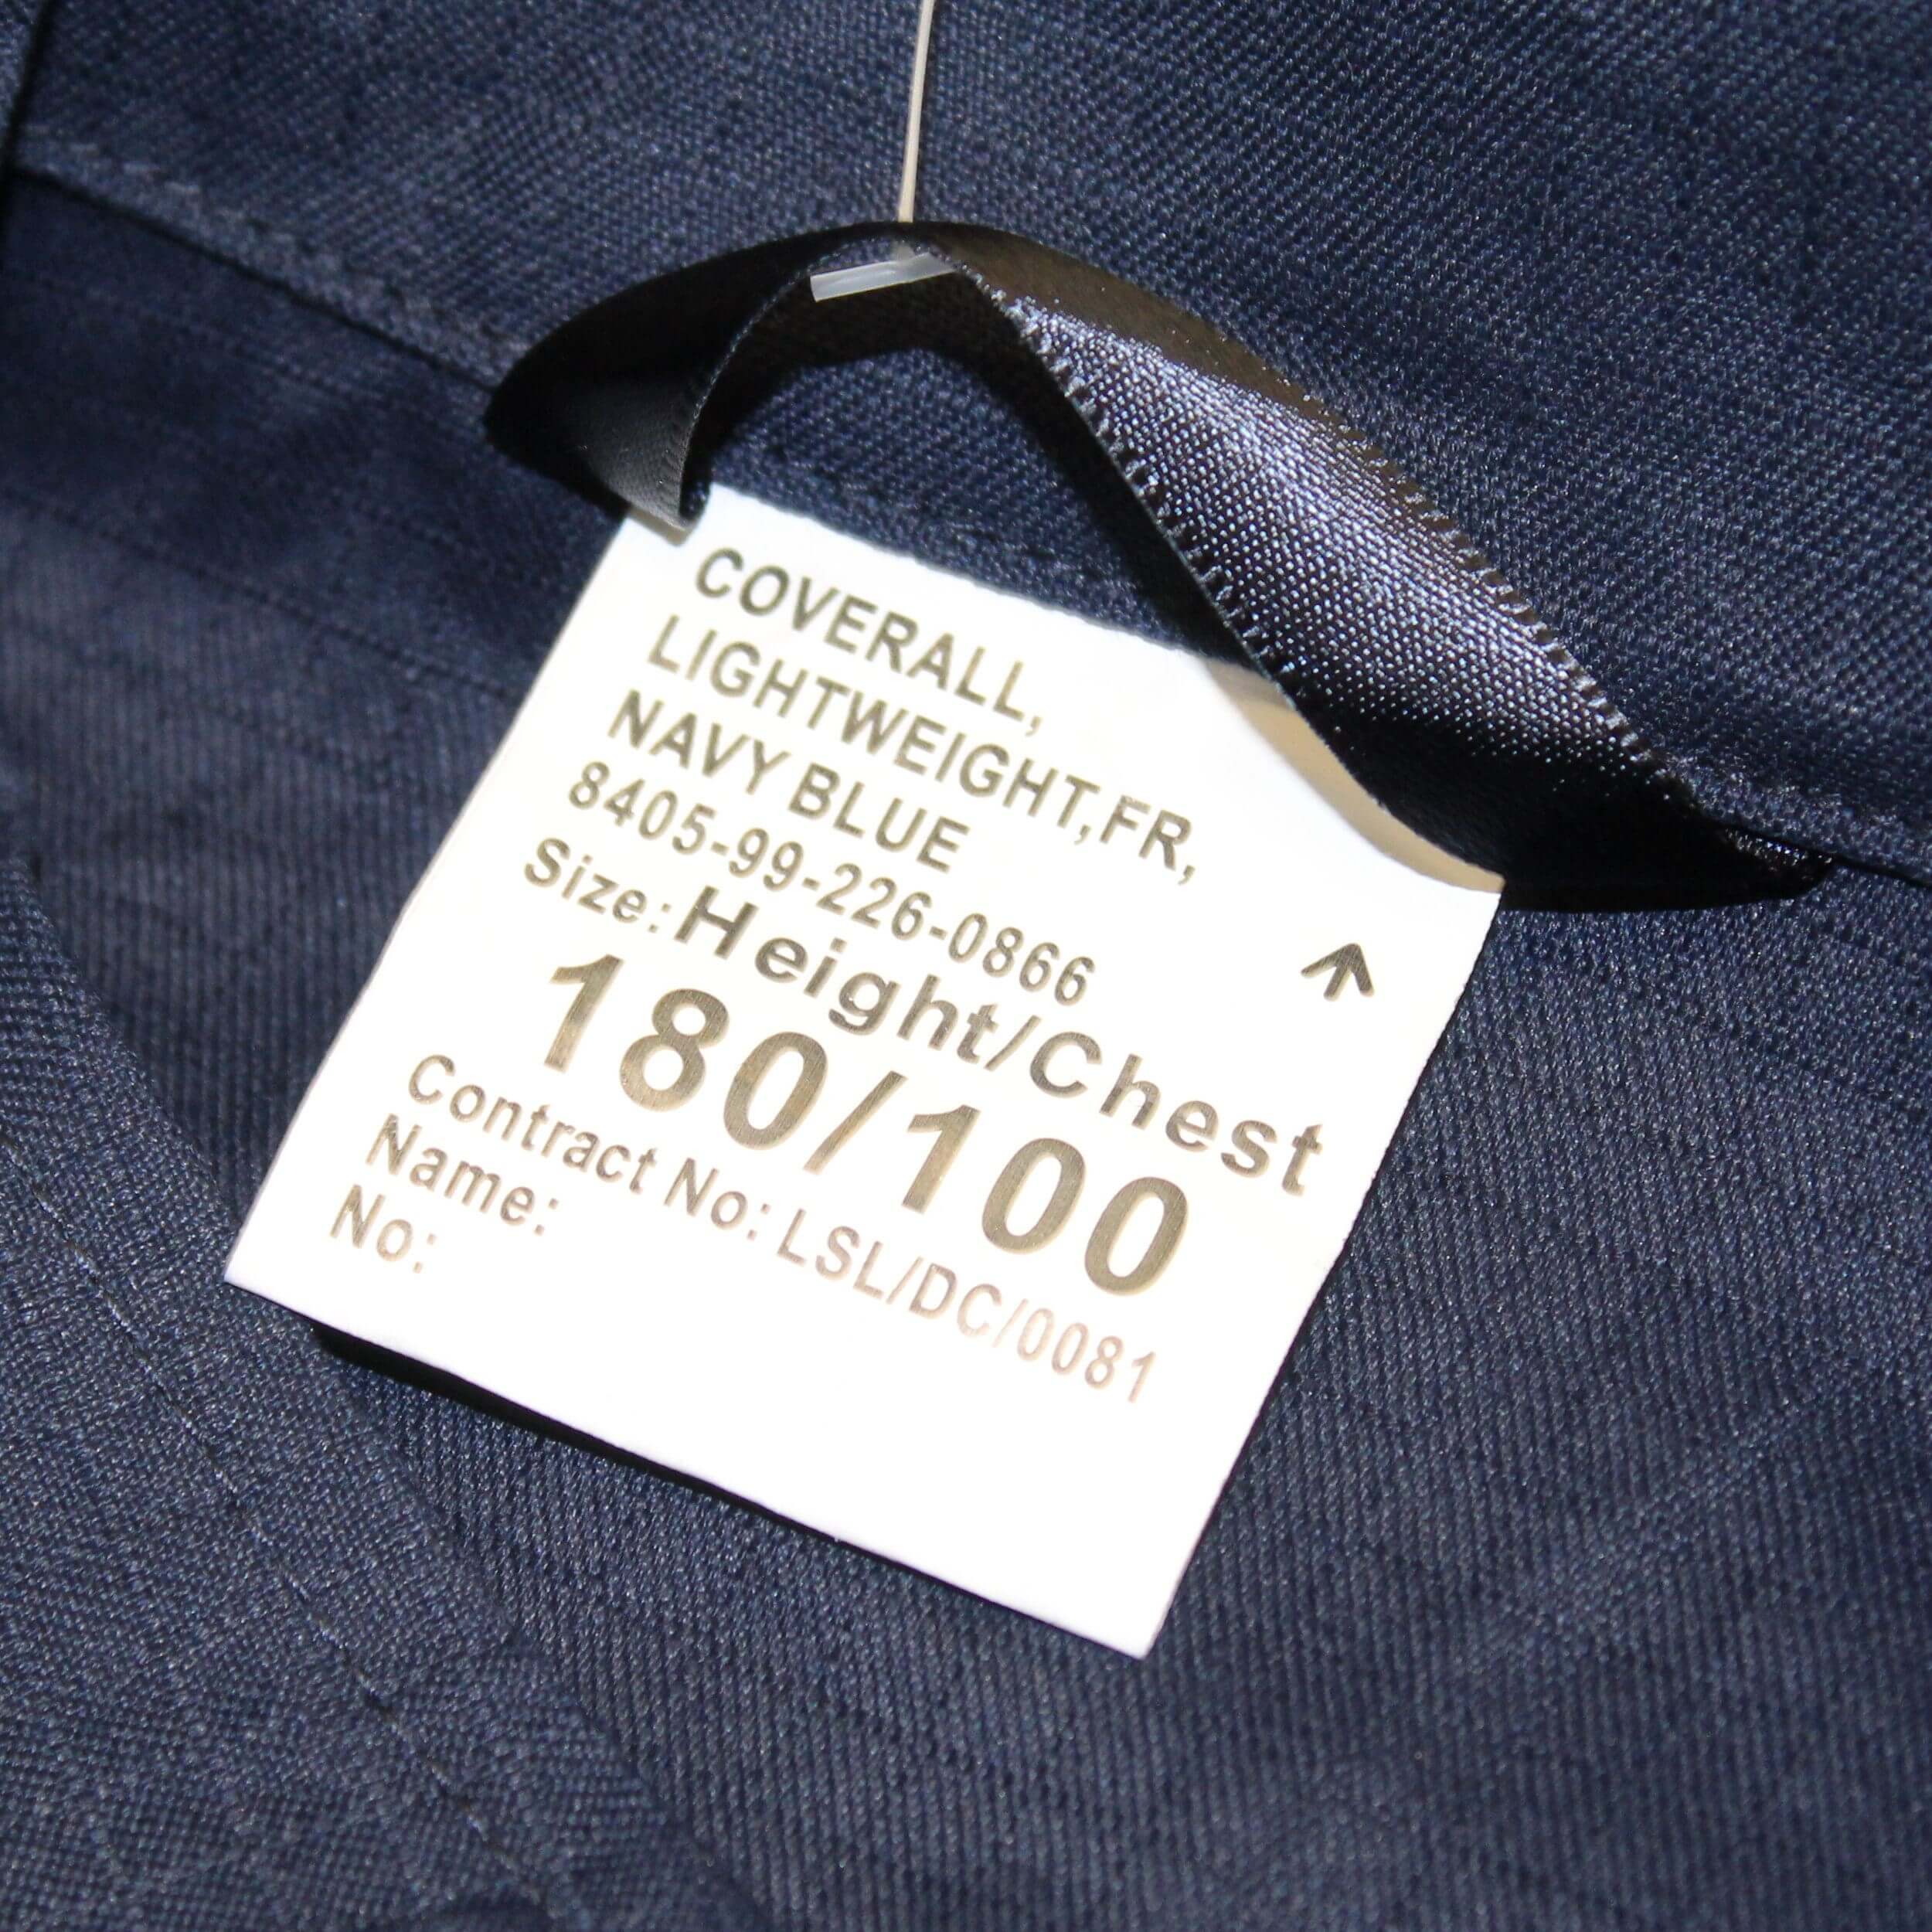 COVERALL,
LIGHTWEIGHT,FR,
NAVY BLUE
8405-99-226-0866
Size: Height/Chest
180/100
Contract No: LSL/DC/0081
Name:
No: